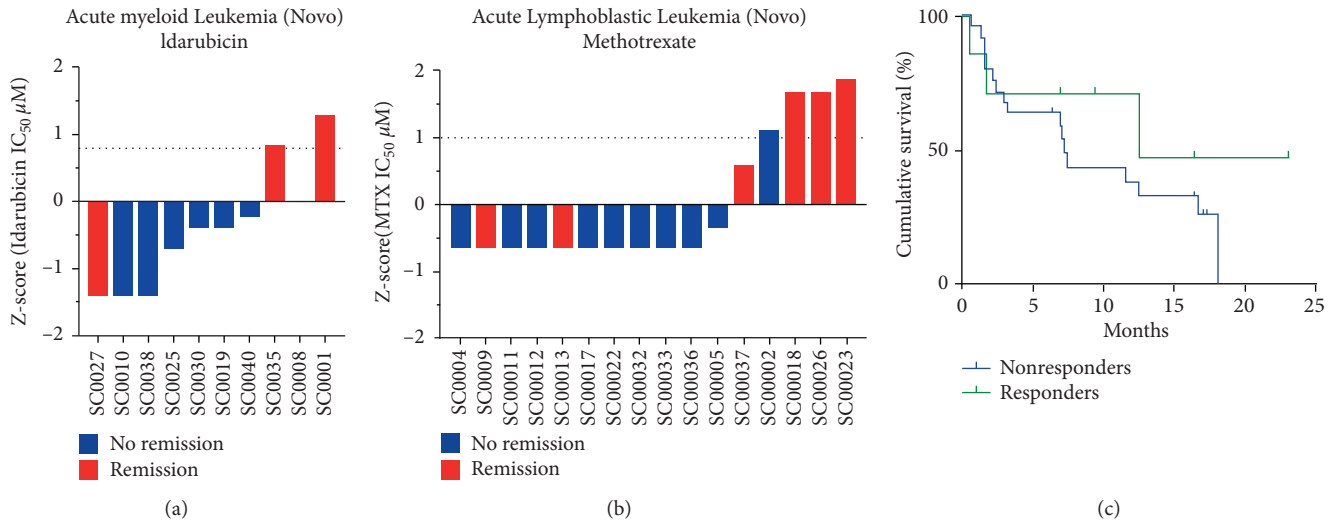 Acute myeloid Leukemia (Novo)
Idarubicin
Z-score (Idarubicin IC50 μM)
2
1
0
−1
−2
SC0027
SC0010
SC0038
SC0025
SC0030
SC0019
SC0040
SC0035
SC0008
SC0001
No remission
Remission
(a)
Acute Lymphoblastic Leukemia (Novo)
Methotrexate
Z-score(MTX IC50 μM)
2
1
0
−1
−2
SC0004
SC0009
SC00011
SC00012
SC00013
SC00017
SC00022
SC00032
SC00033
SC00036
SC00005
SC00037
SC00002
SC00018
SC00026
SC00023
No remission
Remission
(b)
Cumulative survival (%)
100
50
0
0
5
10
15
20
25
Months
Nonresponders
Responders
(c)